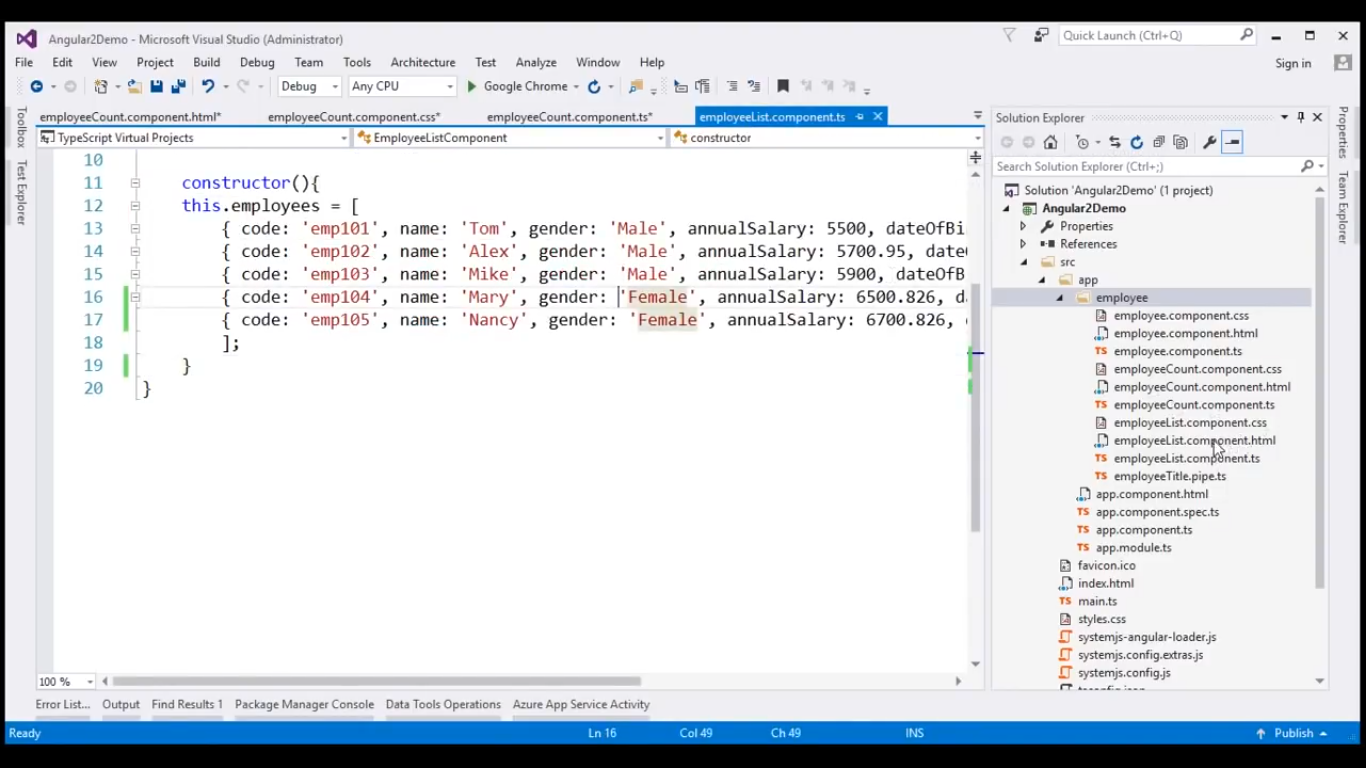 Angular2Demo - Microsoft Visual Studio (Administrator)
Quick Launch (Ctrl+Q)
File Edit View Project Build Debug Team Tools Architecture Test Analyze Window Help
Sign in
Debug Any CPU Google Chrome
Toolbox
Test Explorer
employeeCount.component.html* employeeCount.component.css* employeeCount.component.ts* employeeList.component.ts
TypeScript Virtual Projects EmployeeListComponent constructor
10
11 constructor(){
12 this.employees = [
13 { code: 'emp101', name: 'Tom', gender: 'Male', annualSalary: 5500, dateOfBi
14 { code: 'emp102', name: 'Alex', gender: 'Male', annualSalary: 5700.95, date
15 { code: 'emp103', name: 'Mike', gender: 'Male', annualSalary: 5900, dateOfB
16 { code: 'emp104', name: 'Mary', gender: 'Female', annualSalary: 6500.826, da
17 { code: 'emp105', name: 'Nancy', gender: 'Female', annualSalary: 6700.826,
18 ];
19 }
20 }
100 %
Solution Explorer
Search Solution Explorer (Ctrl+;)
Solution 'Angular2Demo' (1 project)
Angular2Demo
Properties
References
src
app
employee
employee.component.css
employee.component.html
TS employee.component.ts
employeeCount.component.css
employeeCount.component.html
TS employeeCount.component.ts
employeeList.component.css
employeeList.component.html
TS employeeList.component.ts
TS employeeTitle.pipe.ts
app.component.html
TS app.component.spec.ts
TS app.component.ts
TS app.module.ts
favicon.ico
index.html
TS main.ts
styles.css
systemjs-angular-loader.js
systemjs.config.extras.js
systemjs.config.js
Properties
Team Explorer
Error List... Output Find Results 1 Package Manager Console Data Tools Operations Azure App Service Activity
Ready Ln 16 Col 49 Ch 49 INS Publish